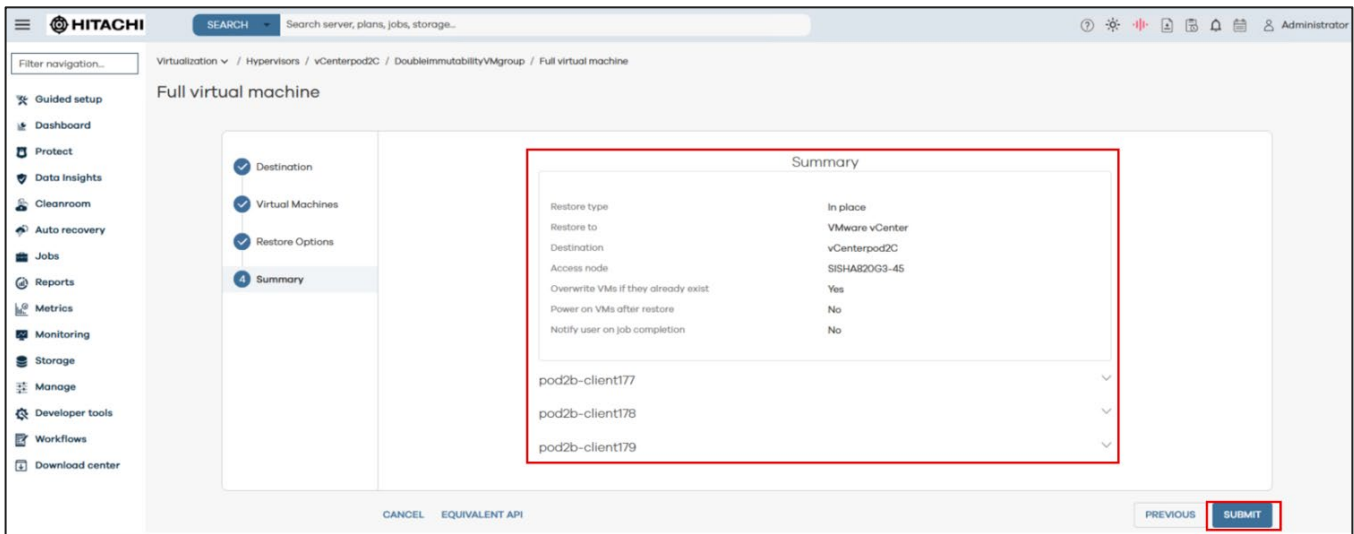 HITACHI
SEARCH
Search server, plans, jobs, storage...
Administrator
Filter navigation...
Virtualization / Hypervisors / vCenterpod2C / DoubleimmutabilityVMgroup / Full virtual machine
Full virtual machine
Guided setup
Dashboard
Protect
Data Insights
Cleanroom
Auto recovery
Jobs
Reports
Metrics
Monitoring
Storage
Manage
Developer tools
Workflows
Download center
Destination
Virtual Machines
Restore Options
4 Summary
Summary
Restore type In place
Restore to VMware vCenter
Destination vCenterpod2C
Access node SISHA820G3-45
Overwrite VMs if they already exist Yes
Power on VMs after restore No
Notify user on job completion No
pod2b-client177
pod2b-client178
pod2b-client179
CANCEL EQUIVALENT API
PREVIOUS SUBMIT